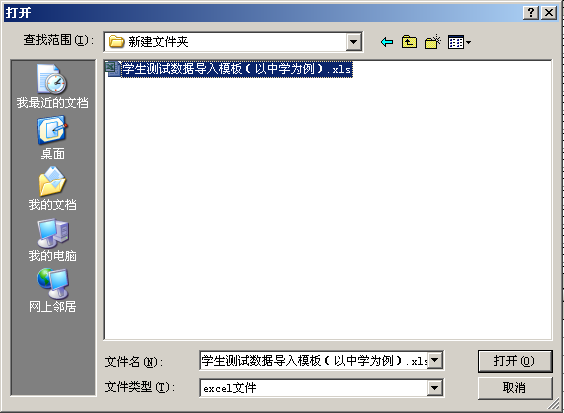 打开
查找范围(I):
新建文件夹
学生测试数据导入模板(以中学为例).xls
我最近的文档
桌面
我的文档
我的电脑
网上邻居
文件名(N):
学生测试数据导入模板(以中学为例).xls
打开(O)
文件类型(T):
excel文件
取消